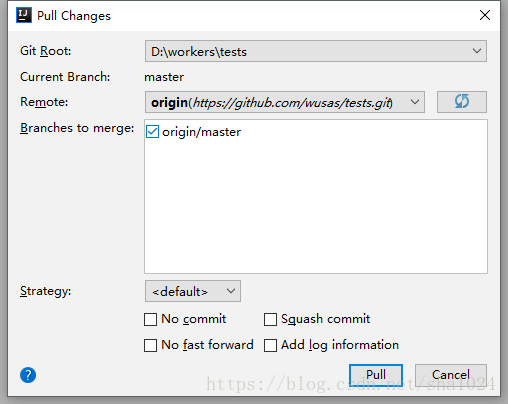 Pull Changes
Git Root: D:\workers\tests
Current Branch: master
Remote: origin(https://github.com/wusas/tests.git)
Branches to merge: origin/master
Strategy: <default>
No commit Squash commit
No fast forward Add log information
? Pull Cancel
https://blog.csdn.net/sha1024